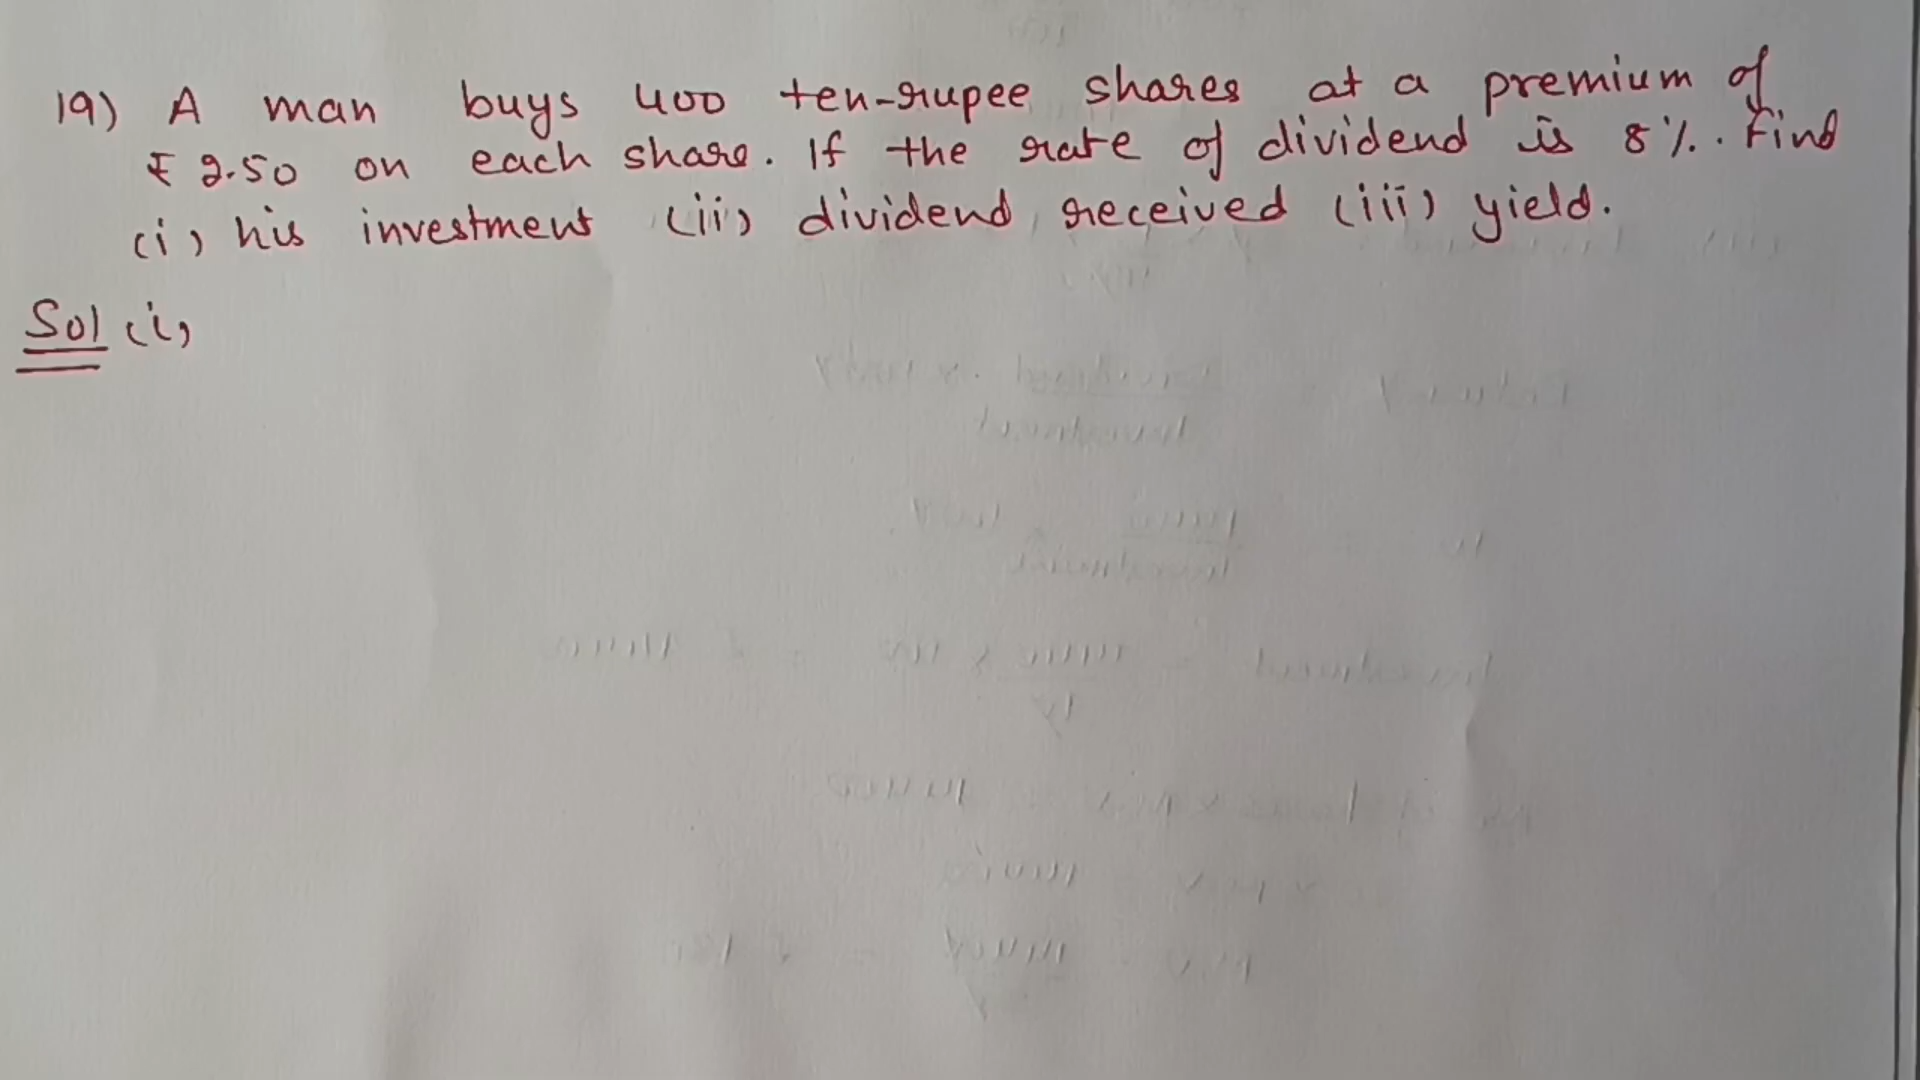 19) A man buys 400 ten-rupee shares at a premium of
₹ 2.50 on each share. If the rate of dividend is 8%. Find
(i) his investment (ii) dividend received (iii) yield.
Sol (i)